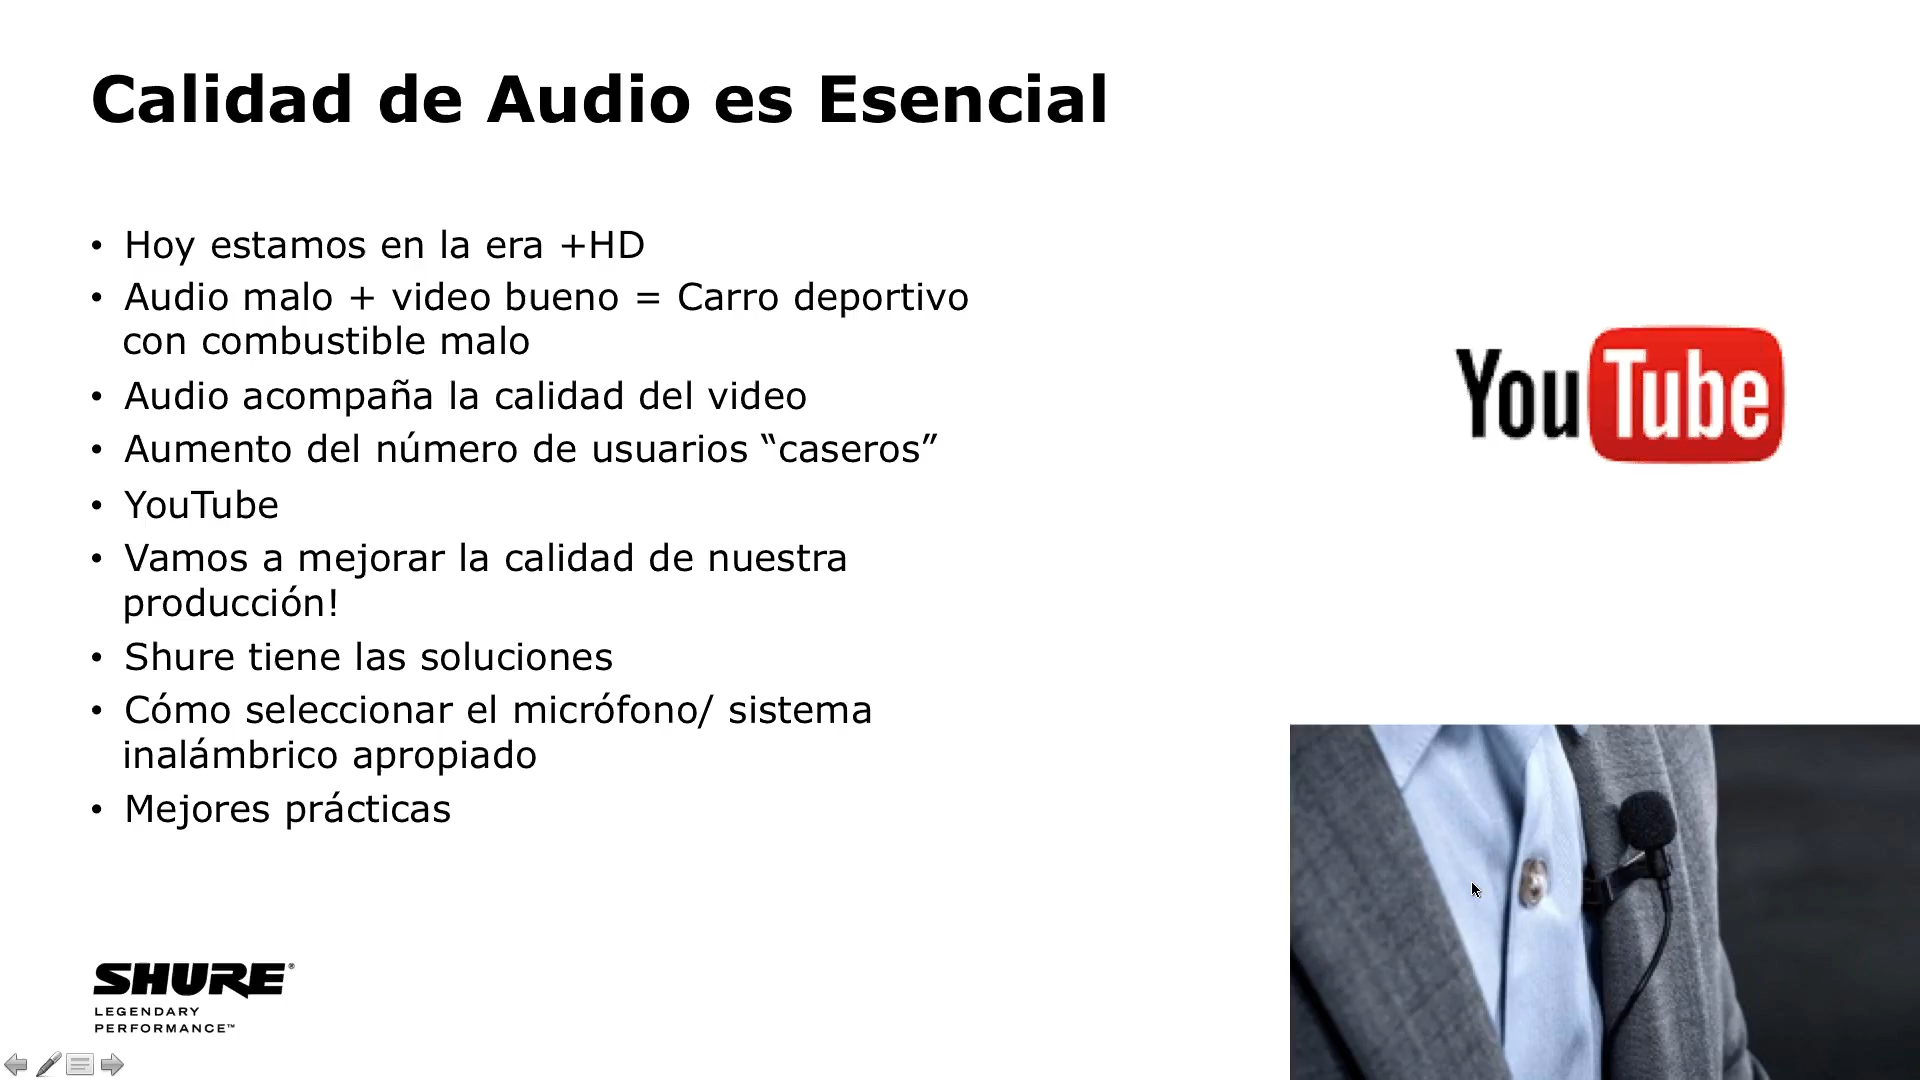 Calidad de Audio es Esencial
• Hoy estamos en la era +HD
• Audio malo + video bueno = Carro deportivo
con combustible malo
• Audio acompaña la calidad del video
• Aumento del número de usuarios “caseros”
• YouTube
• Vamos a mejorar la calidad de nuestra
producción!
• Shure tiene las soluciones
• Cómo seleccionar el micrófono/ sistema
inalámbrico apropiado
• Mejores prácticas
YouTube
SHURE®
LEGENDARY
PERFORMANCE™